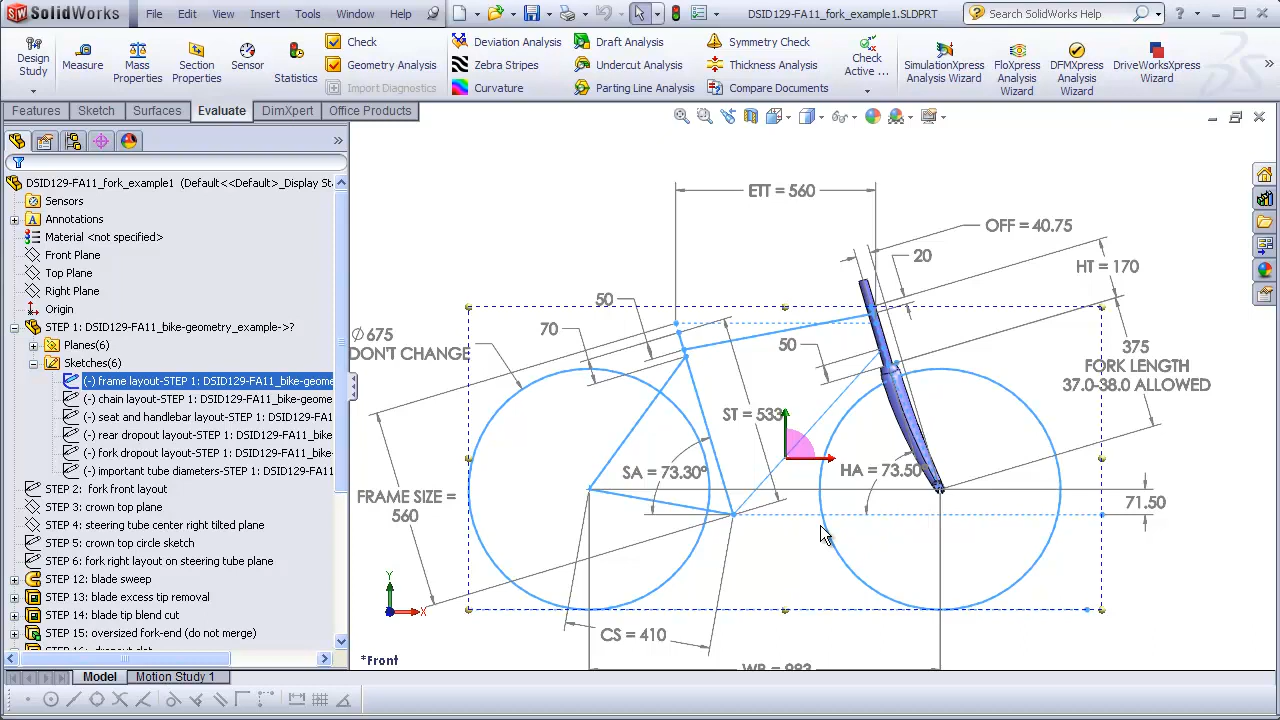 SolidWorks
File Edit View Insert Tools Window Help
DSID129-FA11_fork_example1.SLDPRT
Search SolidWorks Help
Design Study
Measure
Mass Properties
Section Properties
Sensor
Statistics
Check
Geometry Analysis
Import Diagnostics
Deviation Analysis
Zebra Stripes
Curvature
Draft Analysis
Undercut Analysis
Parting Line Analysis
Symmetry Check
Thickness Analysis
Compare Documents
Check Active ...
SimulationXpress Analysis Wizard
FloXpress Analysis Wizard
DFMXpress Analysis Wizard
DriveWorksXpress Wizard
Features Sketch Surfaces Evaluate DimXpert Office Products
DSID129-FA11_fork_example1 (Default<<Default>_Display St
Sensors
Annotations
Material <not specified>
Front Plane
Top Plane
Right Plane
Origin
STEP 1: DSID129-FA11_bike-geometry_example->?
Planes(6)
Sketches(6)
(-) frame layout-STEP 1: DSID129-FA11_bike-geome
(-) chain layout-STEP 1: DSID129-FA11_bike-geome
(-) seat and handlebar layout-STEP 1: DSID129-FA
(-) rear dropout layout-STEP 1: DSID129-FA11_bike
(-) front dropout layout-STEP 1: DSID129-FA11_bik
(-) front tube diameters-STEP 1: DSID129-FA11_bik
STEP 2: fork front layout
STEP 3: crown top plane
STEP 4: steering tube center right tilted plane
STEP 5: crown top circle sketch
STEP 6: fork right layout on steering tube plane
STEP 12: blade sweep
STEP 13: blade excess tip removal
STEP 14: blade tip blend cut
STEP 15: oversized fork-end (do not merge)
ETT = 560
OFF = 40.75
20
HT = 170
50
70
Ø 675
DON'T CHANGE
50
375
FORK LENGTH
37.0-38.0 ALLOWED
ST = 533
SA = 73.30°
HA = 73.50°
FRAME SIZE =
560
71.50
CS = 410
WB = 983
Y
X
*Front
Model Motion Study 1